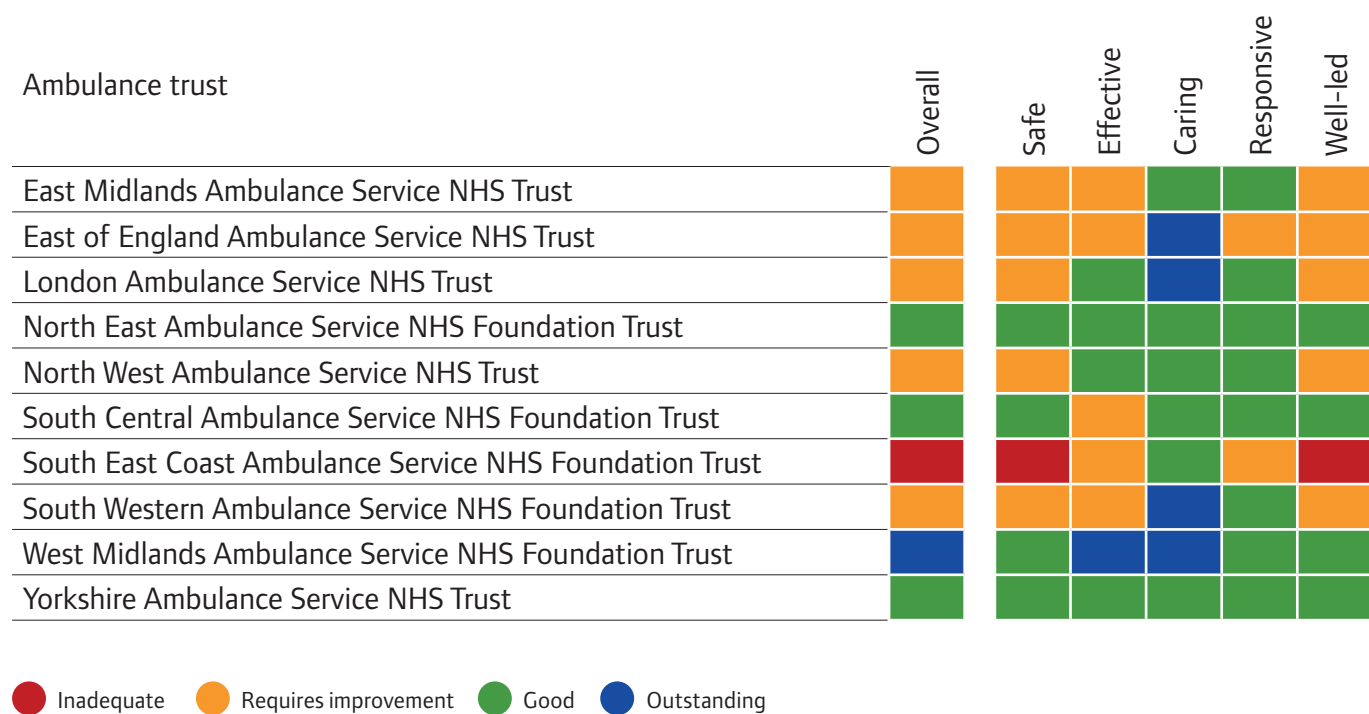 Ambulance trust
Overall
Safe
Effective
Caring
Responsive
Well-led
East Midlands Ambulance Service NHS Trust
East of England Ambulance Service NHS Trust
London Ambulance Service NHS Trust
North East Ambulance Service NHS Foundation Trust
North West Ambulance Service NHS Trust
South Central Ambulance Service NHS Foundation Trust
South East Coast Ambulance Service NHS Foundation Trust
South Western Ambulance Service NHS Foundation Trust
West Midlands Ambulance Service NHS Foundation Trust
Yorkshire Ambulance Service NHS Trust
Inadequate
Requires improvement
Good
Outstanding